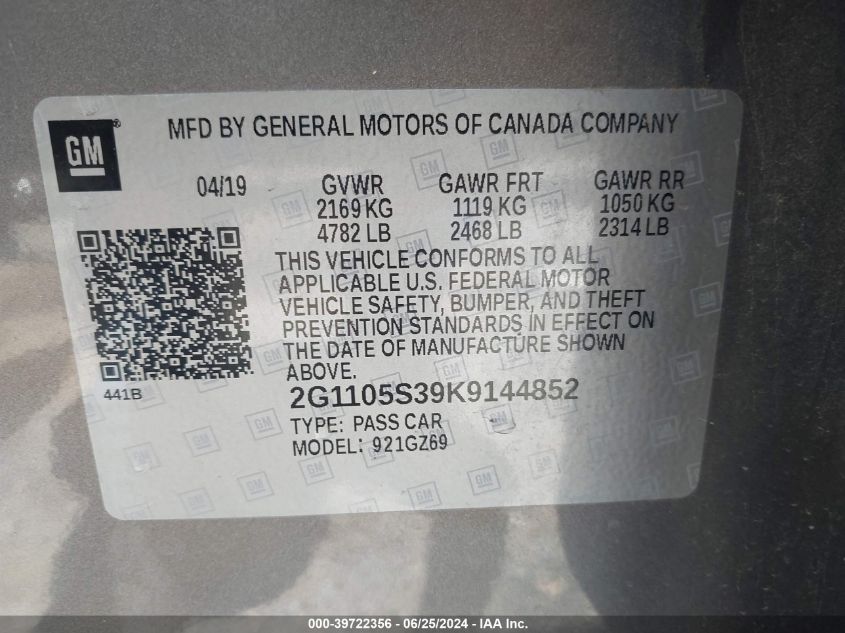 GM
MFD BY GENERAL MOTORS OF CANADA COMPANY
04/19 GVWR GAWR FRT GAWR RR
2169 KG 1119 KG 1050 KG
4782 LB 2468 LB 2314 LB
THIS VEHICLE CONFORMS TO ALL
APPLICABLE U.S. FEDERAL MOTOR
VEHICLE SAFETY, BUMPER, AND THEFT
PREVENTION STANDARDS IN EFFECT ON
THE DATE OF MANUFACTURE SHOWN
ABOVE.
441B
2G1105S39K9144852
TYPE: PASS CAR
MODEL: 921GZ69
000-39722356 / 06/25/2024 - IAA Inc.